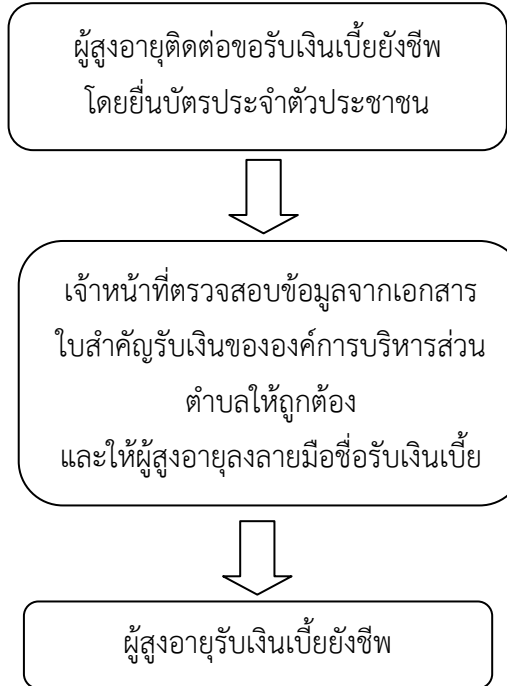 ผู้สูงอายุติดต่อขอรับเงินเบี้ยยังชีพ
โดยยื่นบัตรประจำตัวประชาชน
เจ้าหน้าที่ตรวจสอบข้อมูลจากเอกสาร
ใบสำคัญรับเงินขององค์การบริหารส่วน
ตำบลให้ถูกต้อง
และให้ผู้สูงอายุลงลายมือชื่อรับเงินเบี้ย
ผู้สูงอายุรับเงินเบี้ยยังชีพ